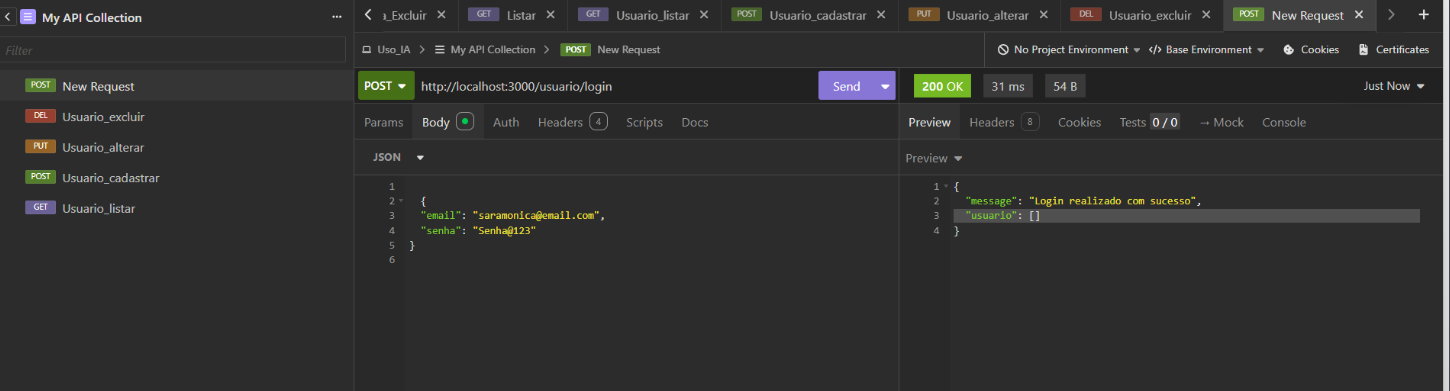 My API Collection
Filter
POST New Request
DEL Usuario_excluir
PUT Usuario_alterar
POST Usuario_cadastrar
GET Usuario_listar
a_Excluir GET Listar GET Usuario_listar POST Usuario_cadastrar PUT Usuario_alterar DEL Usuario_excluir POST New Request
Uso_IA My API Collection POST New Request
No Project Environment Base Environment Cookies Certificates
POST http://localhost:3000/usuario/login Send
200 OK 31 ms 54 B Just Now
Params Body Auth Headers 4 Scripts Docs
Preview Headers 8 Cookies Tests 0 / 0 → Mock Console
JSON
1
2 {
3 "email": "saramonica@email.com",
4 "senha": "Senha@123"
5 }
6
Preview
1 {
2 "message": "Login realizado com sucesso",
3 "usuario": []
4 }